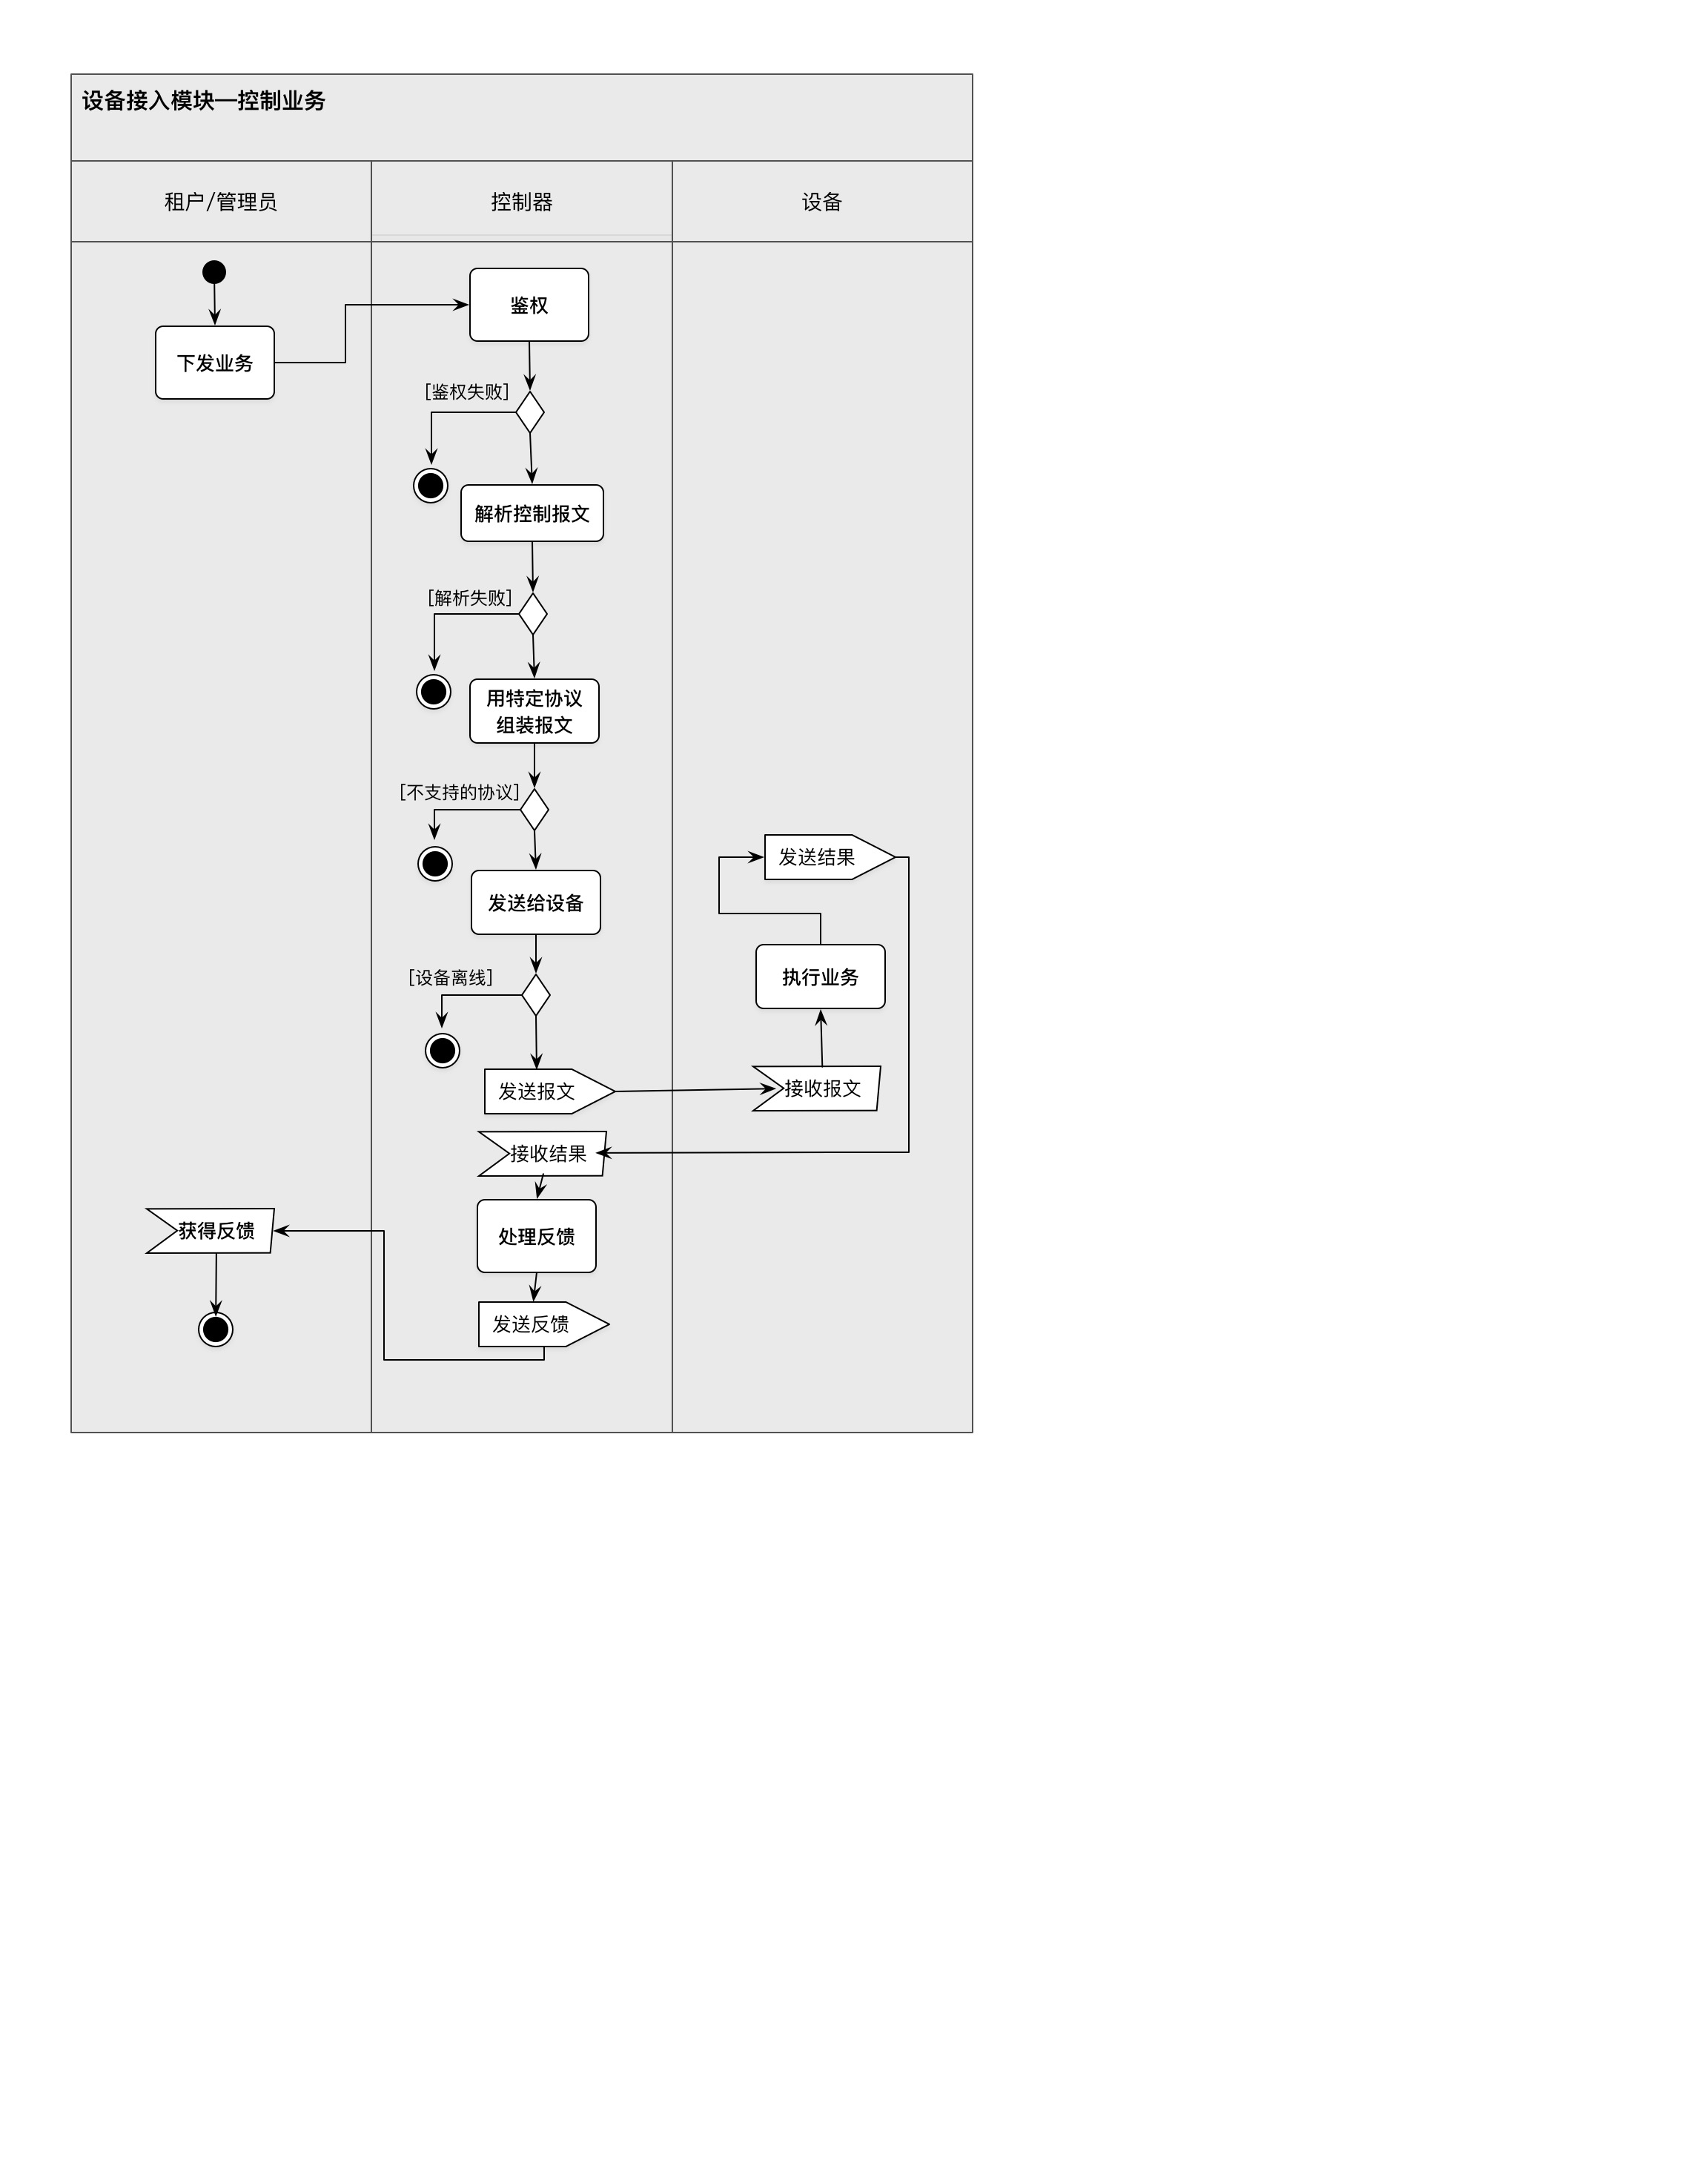 设备接入模块—控制业务
租户/管理员
控制器
设备
下发业务
鉴权
[鉴权失败]
解析控制报文
[解析失败]
用特定协议
组装报文
[不支持的协议]
发送给设备
[设备离线]
发送报文
接收报文
执行业务
发送结果
接收结果
处理反馈
发送反馈
获得反馈